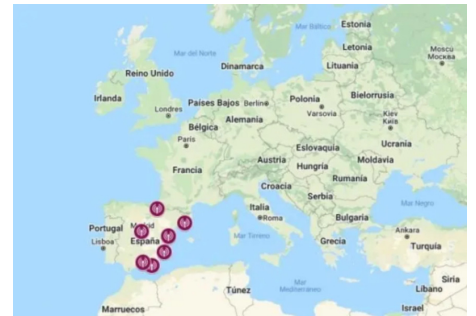 Estonia
Mar Báltico
Letonia
Moscú
Москва
Mar del Norte
Dinamarca
Lituania
Reino Unido
Irlanda
Bielorrusia
Londres
Países Bajos
Berlín
Polonia
Varsovia
Kiev
Київ
Bélgica
Alemania
París
Ucrania
Eslovaquia
Francia
Austria
Hungría
Moldavia
Rumanía
Croacia
Serbia
Italia
Roma
Bulgaria
Mar Negro
Portugal
Madrid
Lisboa
España
Mar Tirreno
Ankara
Grecia
Turquía
Túnez
Mar
Mediterráneo
Siria
Líbano
Marruecos
Israel